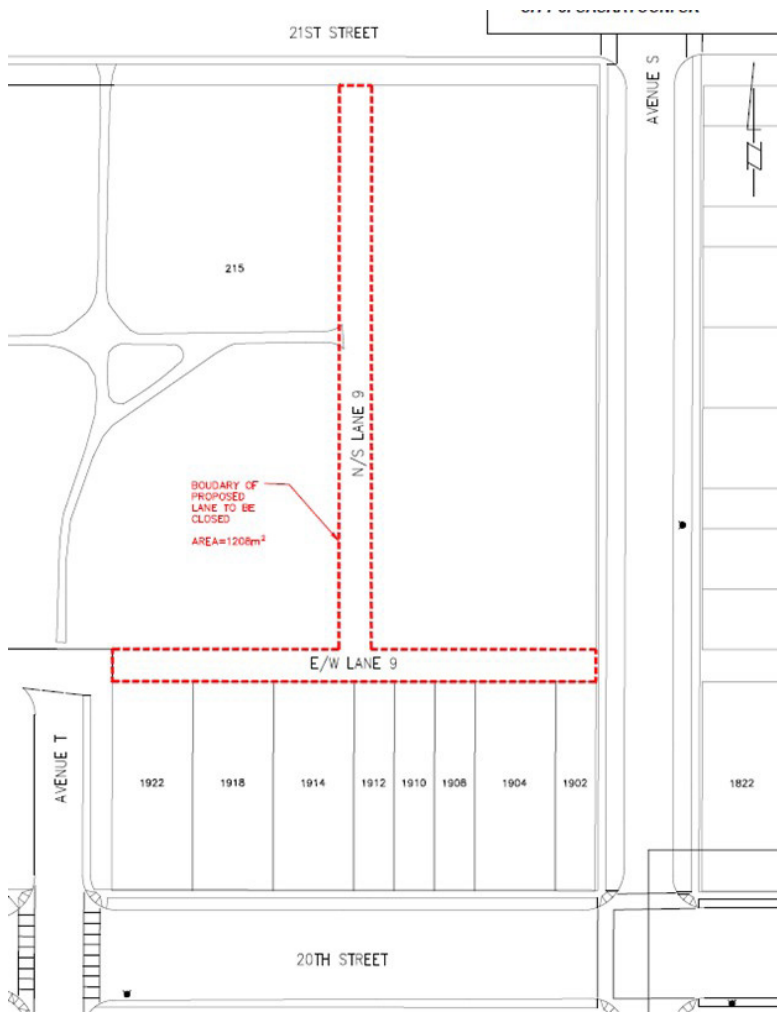 21ST STREET
AVENUE S
215
N/S LANE 9
BOUDARY OF
PROPOSED
LANE TO BE
CLOSED
AREA=1208m²
E/W LANE 9
AVENUE T
1922
1918
1914
1912
1910
1908
1904
1902
1822
20TH STREET